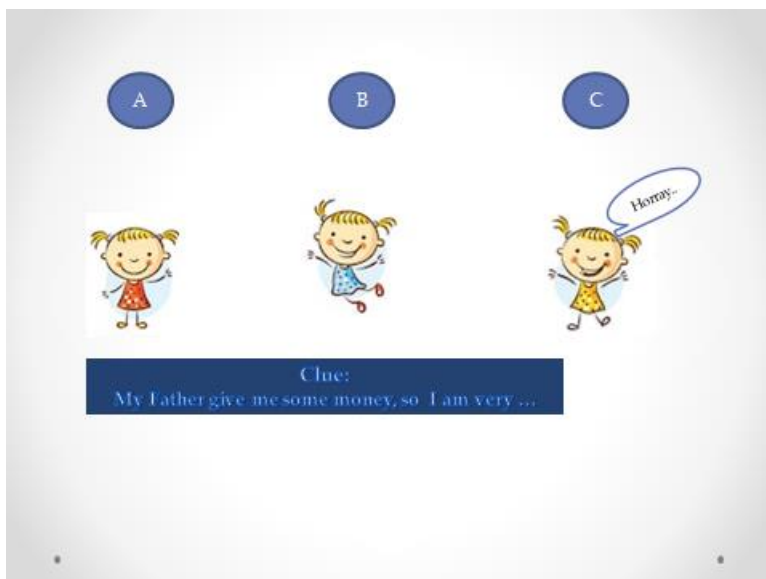 A
B
C
Horray..
Clue:
My Father give me some money, so I am very ...